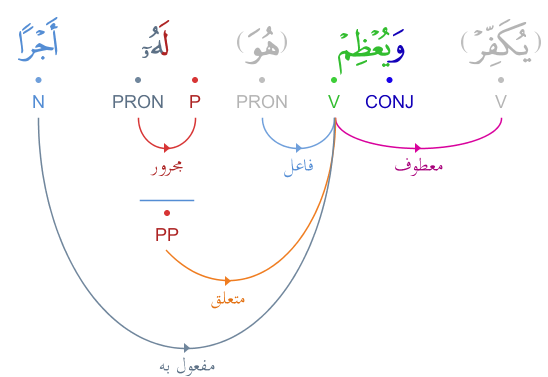 (يُكَفِّرْ) وَيُعْظِمْ (هُوَ) لَهُۥٓ أَجْرًا
V CONJ V PRON P PRON N
معطوف فاعل مجرور
PP
متعلق
مفعول به